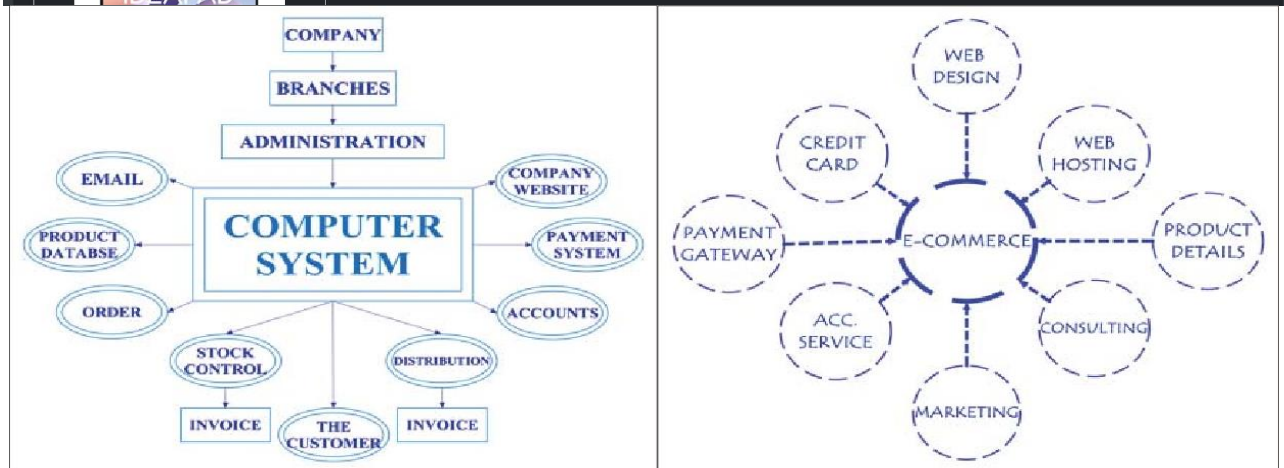 COMPANY
BRANCHES
ADMINISTRATION
EMAIL
COMPANY
WEBSITE
COMPUTER
SYSTEM
PRODUCT
DATABSE
PAYMENT
SYSTEM
ORDER
ACCOUNTS
STOCK
CONTROL
DISTRIBUTION
INVOICE
THE
CUSTOMER
INVOICE
WEB
DESIGN
CREDIT
CARD
WEB
HOSTING
PAYMENT
GATEWAY
E-COMMERCE
PRODUCT
DETAILS
ACC.
SERVICE
CONSULTING
MARKETING